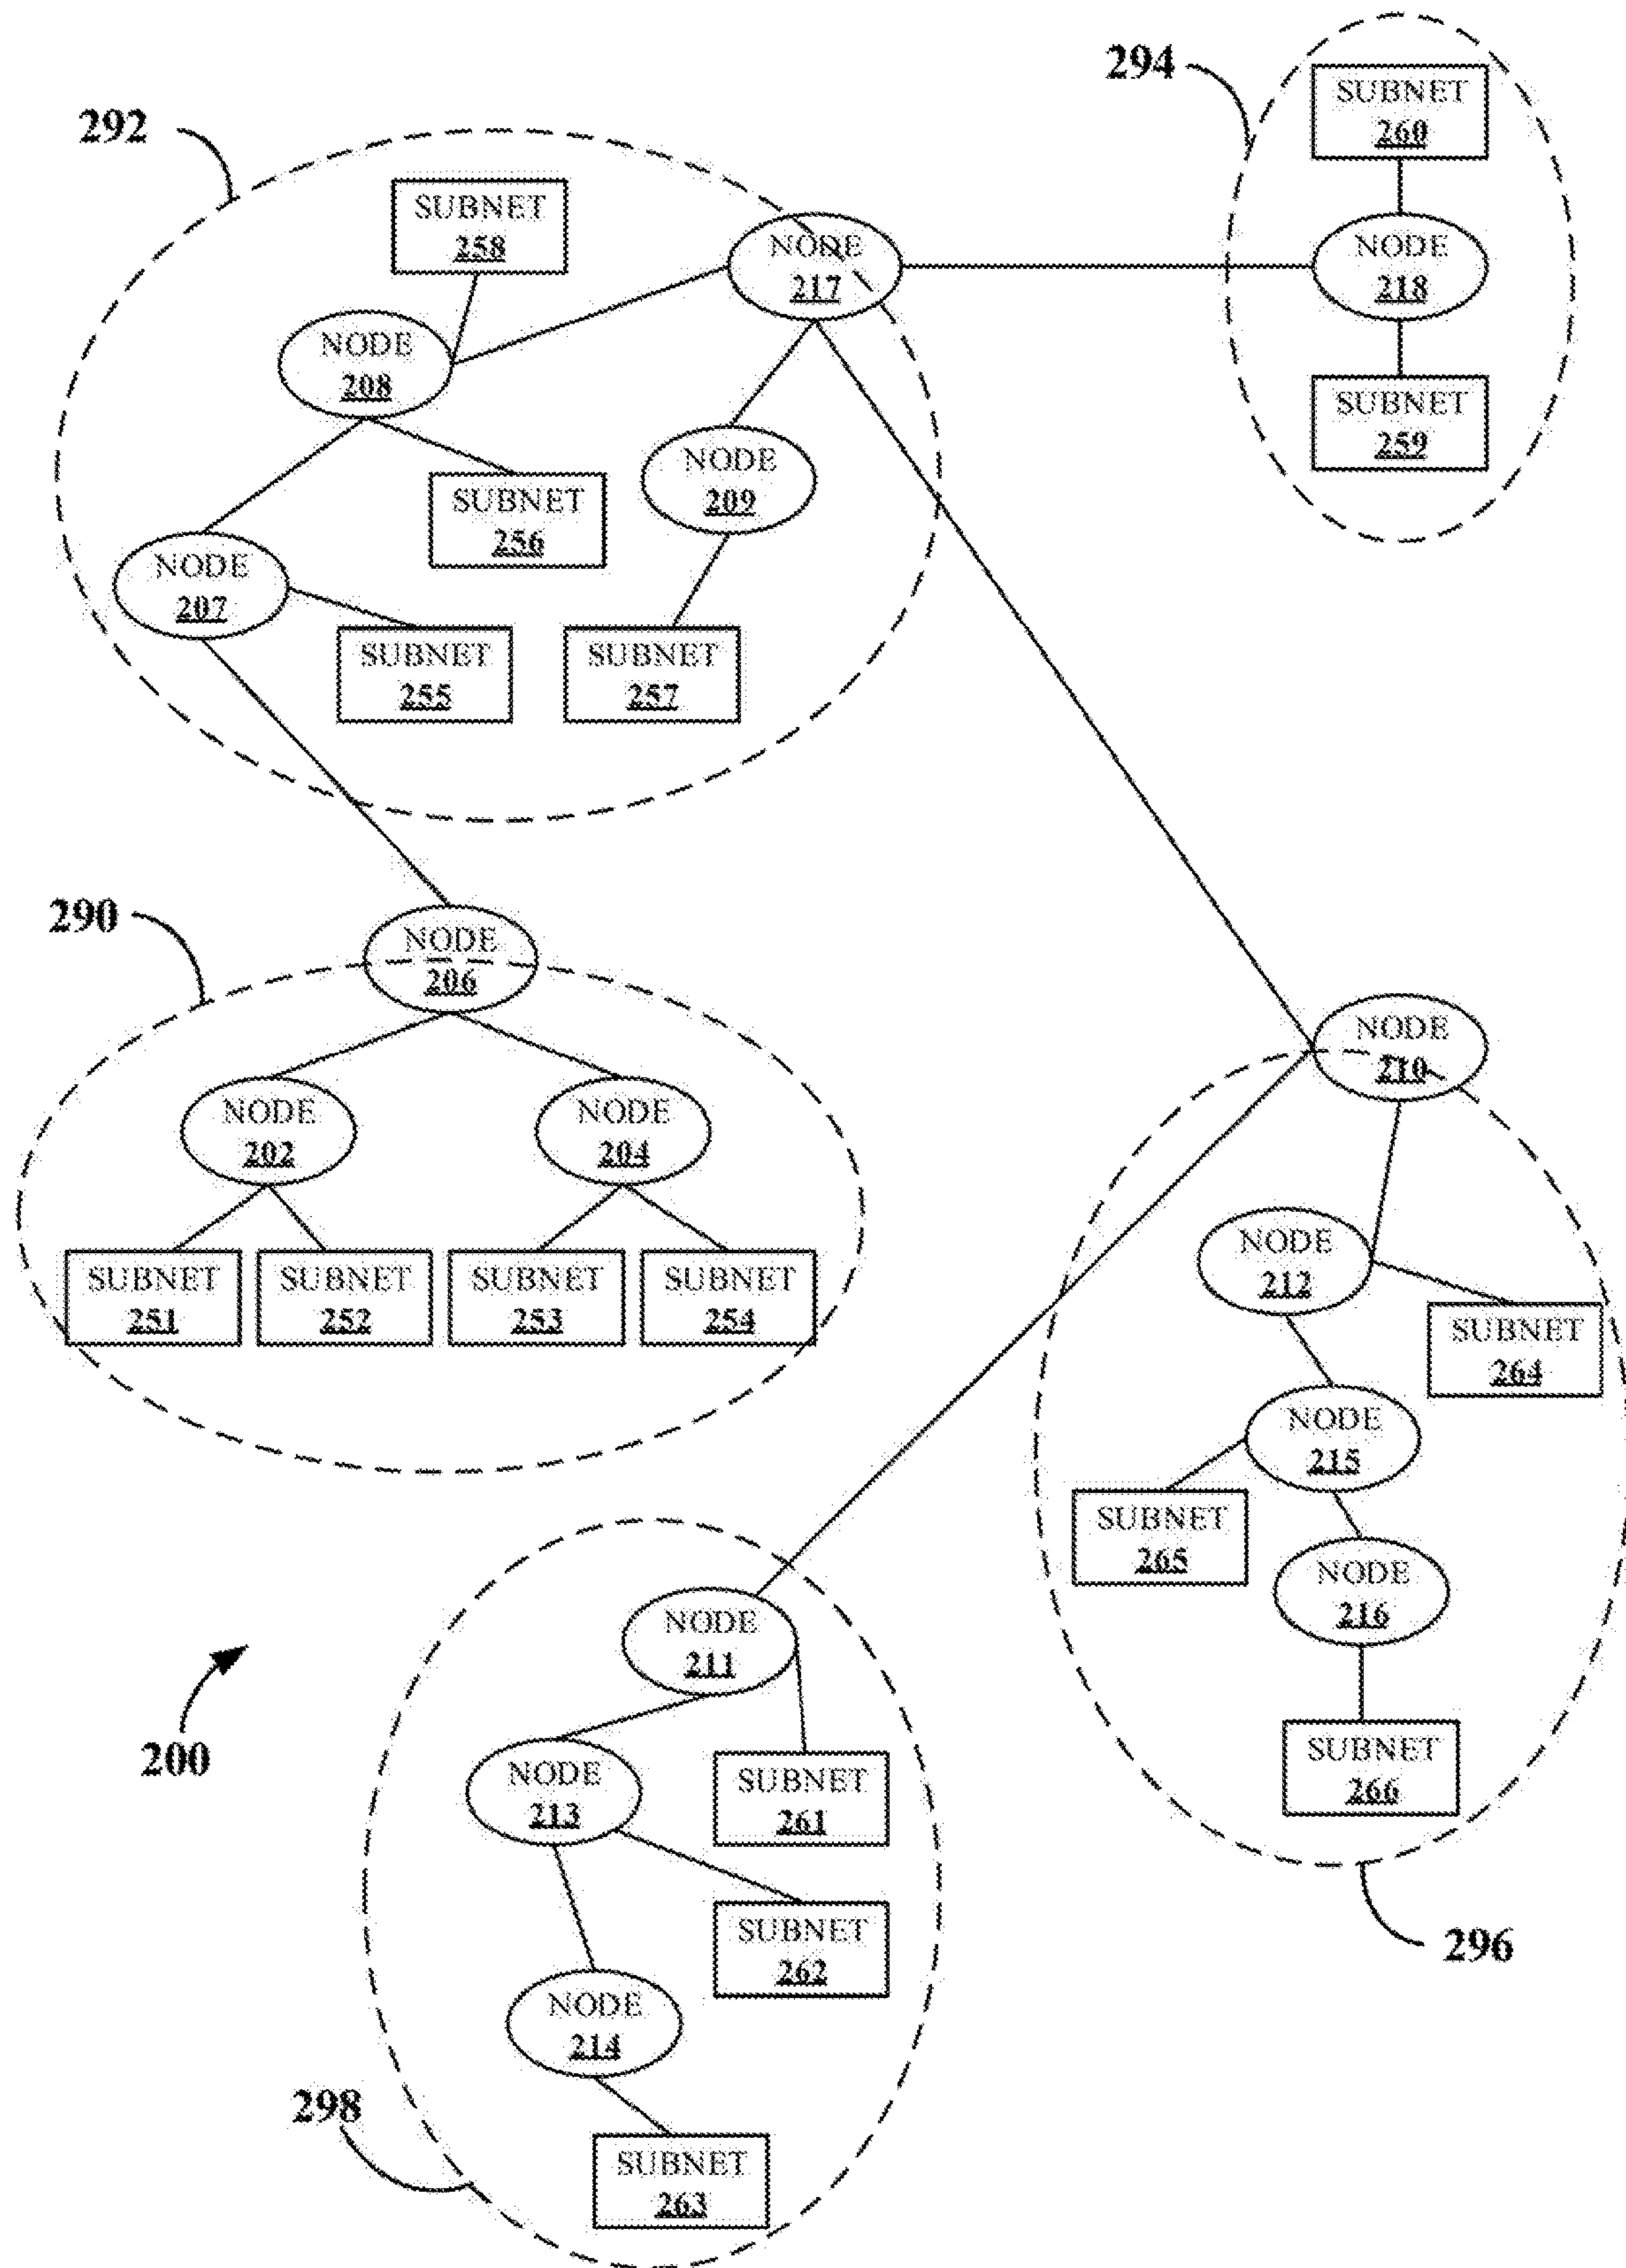 294
SUBNET
260
292
SUBNET
258
NODE
217
NODE
218
NODE
208
SUBNET
259
NODE
209
SUBNET
256
NODE
207
SUBNET
255
SUBNET
257
290
NODE
206
NODE
210
NODE
202
NODE
204
NODE
212
SUBNET
251
SUBNET
252
SUBNET
253
SUBNET
254
SUBNET
264
NODE
215
SUBNET
265
NODE
216
NODE
211
200
SUBNET
266
NODE
213
SUBNET
261
SUBNET
262
296
NODE
214
298
SUBNET
263